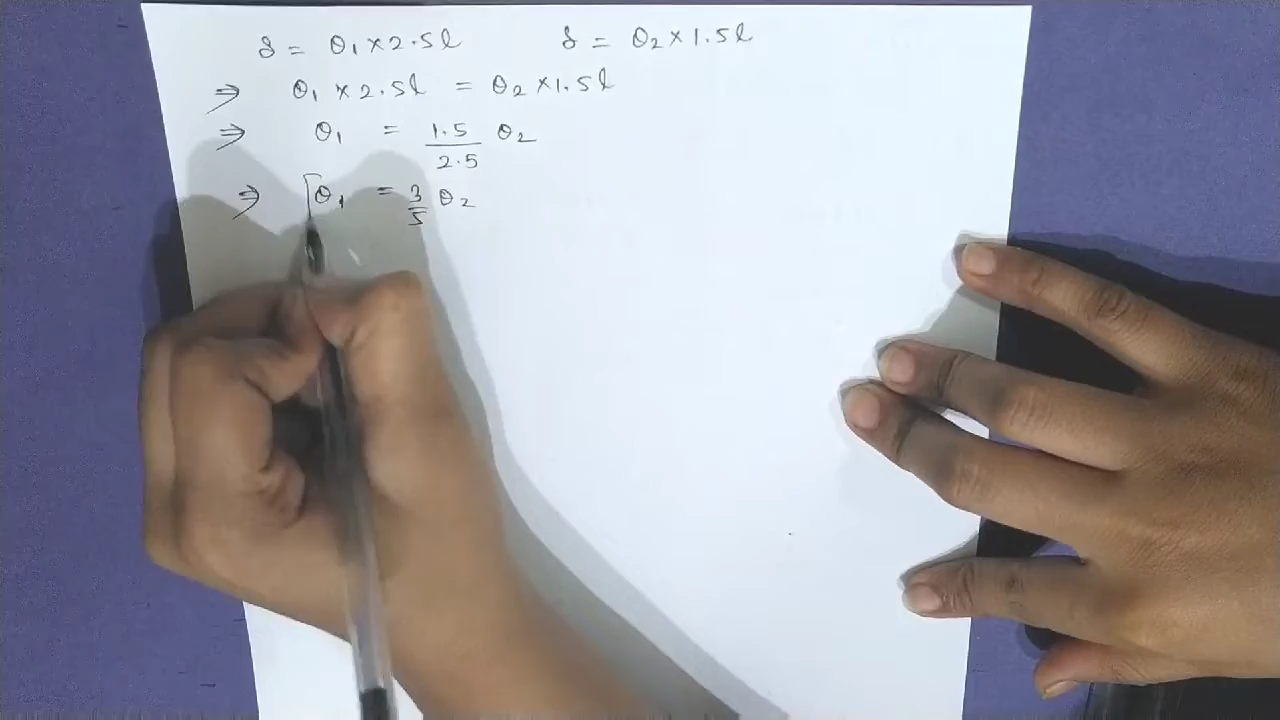 δ = θ₁ × 2.5l δ = θ₂ × 1.5l
⇒ θ₁ × 2.5l = θ₂ × 1.5l
⇒ θ₁ = 1.5/2.5 θ₂
⇒ θ₁ = 3/5 θ₂